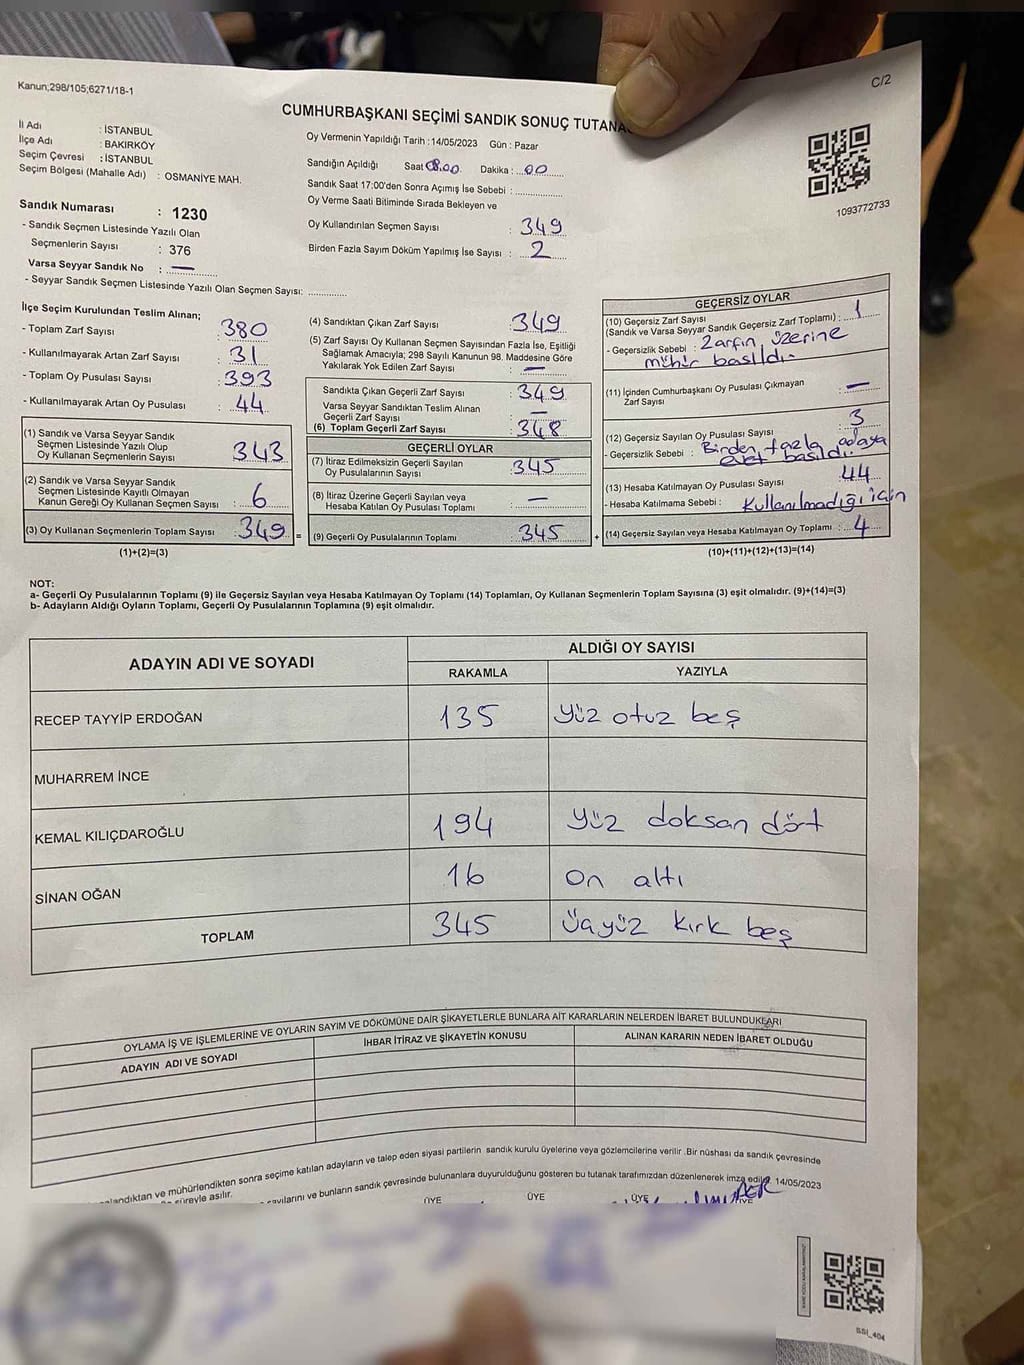 Kanun;298/105;6271/18-1
C/2
CUMHURBAŞKANI SEÇİMİ SANDIK SONUÇ TUTANA
İl Adı : İSTANBUL
İlçe Adı : BAKIRKÖY
Seçim Çevresi : İSTANBUL
Seçim Bölgesi (Mahalle Adı) : OSMANİYE MAH.
Sandık Numarası : 1230
- Sandık Seçmen Listesinde Yazılı Olan
Seçmenlerin Sayısı : 376
Varsa Seyyar Sandık No : —
- Seyyar Sandık Seçmen Listesinde Yazılı Olan Seçmen Sayısı: ..............
Oy Vermenin Yapıldığı Tarih : 14/05/2023 Gün : Pazar
Sandığın Açıldığı Saat 08.00 Dakika : 00
Sandık Saat 17:00'den Sonra Açımış İse Sebebi : ..............
Oy Verme Saati Bitiminde Sırada Bekleyen ve
Oy Kullandırılan Seçmen Sayısı : 349
Birden Fazla Sayım Döküm Yapılmış İse Sayısı : 2
1093772733
İlçe Seçim Kurulundan Teslim Alınan;
- Toplam Zarf Sayısı : 380
- Kullanılmayarak Artan Zarf Sayısı : 31
- Toplam Oy Pusulası Sayısı : 393
- Kullanılmayarak Artan Oy Pusulası : 44
(1) Sandık ve Varsa Seyyar Sandık
Seçmen Listesinde Yazılı Olup
Oy Kullanan Seçmenlerin Sayısı : 343
(2) Sandık ve Varsa Seyyar Sandık
Seçmen Listesinde Kayıtlı Olmayan
Kanun Gereği Oy Kullanan Seçmen Sayısı : 6
(3) Oy Kullanan Seçmenlerin Toplam Sayısı : 349 =
(1)+(2)=(3)
(4) Sandıktan Çıkan Zarf Sayısı : 349
(5) Zarf Sayısı Oy Kullanan Seçmen Sayısından Fazla İse, Eşitliği
Sağlamak Amacıyla; 298 Sayılı Kanunun 98. Maddesine Göre
Yakılarak Yok Edilen Zarf Sayısı : —
Sandıkta Çıkan Geçerli Zarf Sayısı : 349
Varsa Seyyar Sandıktan Teslim Alınan
Geçerli Zarf Sayısı : —
(6) Toplam Geçerli Zarf Sayısı : 348
GEÇERLİ OYLAR
(7) İtiraz Edilmeksizin Geçerli Sayılan
Oy Pusulalarının Sayısı : 345
(8) İtiraz Üzerine Geçerli Sayılan veya
Hesaba Katılan Oy Pusulası Toplamı : —
(9) Geçerli Oy Pusulalarının Toplamı : 345 +
GEÇERSİZ OYLAR
(10) Geçersiz Zarf Sayısı
(Sandık ve Varsa Seyyar Sandık Geçersiz Zarf Toplamı) : 1
- Geçersizlik Sebebi : Zarfın üzerine
mühür basıldı.
(11) İçinden Cumhurbaşkanı Oy Pusulası Çıkmayan
Zarf Sayısı : —
(12) Geçersiz Sayılan Oy Pusulası Sayısı : 3
- Geçersizlik Sebebi : Birden fazla adaya
evet basıldı.
(13) Hesaba Katılmayan Oy Pusulası Sayısı : 44
- Hesaba Katılmama Sebebi : Kullanılmadığı için
(14) Geçersiz Sayılan veya Hesaba Katılmayan Oy Toplamı : 4
(10)+(11)+(12)+(13)=(14)
NOT:
a- Geçerli Oy Pusulalarının Toplamı (9) ile Geçersiz Sayılan veya Hesaba Katılmayan Oy Toplamı (14) Toplamları, Oy Kullanan Seçmenlerin Toplam Sayısına (3) eşit olmalıdır. (9)+(14)=(3)
b- Adayların Aldığı Oyların Toplamı, Geçerli Oy Pusulalarının Toplamına (9) eşit olmalıdır.
ADAYIN ADI VE SOYADI
ALDIĞI OY SAYISI
RAKAMLA YAZIYLA
RECEP TAYYİP ERDOĞAN 135 Yüz otuz beş
MUHARREM İNCE
KEMAL KILIÇDAROĞLU 194 Yüz doksan dört
SİNAN OĞAN 16 On altı
TOPLAM 345 Üçyüz kırk beş
OYLAMA İŞ VE İŞLEMLERİNE VE OYLARIN SAYIM VE DÖKÜMÜNE DAİR ŞİKAYETLERLE BUNLARA AİT KARARLARIN NELERDEN İBARET BULUNDUKLARI
ADAYIN ADI VE SOYADI İHBAR İTİRAZ VE ŞİKAYETİN KONUSU ALINAN KARARIN NEDEN İBARET OLDUĞU
partilerin sandık kurulu üyelerine veya gözlemcilerine verilir .Bir nüshası da sandık çevresinde
ve mühürlendikten sonra seçime katılan adayların ve talep eden siyasi
süreyle asılır.
ve bunların sandık çevresinde bulunanlara duyurulduğunu gösteren bu tutanak tarafımızdan düzenlenerek imza edildi. 14/05/2023
ÜYE ÜYE ÜYE
SSİ_404